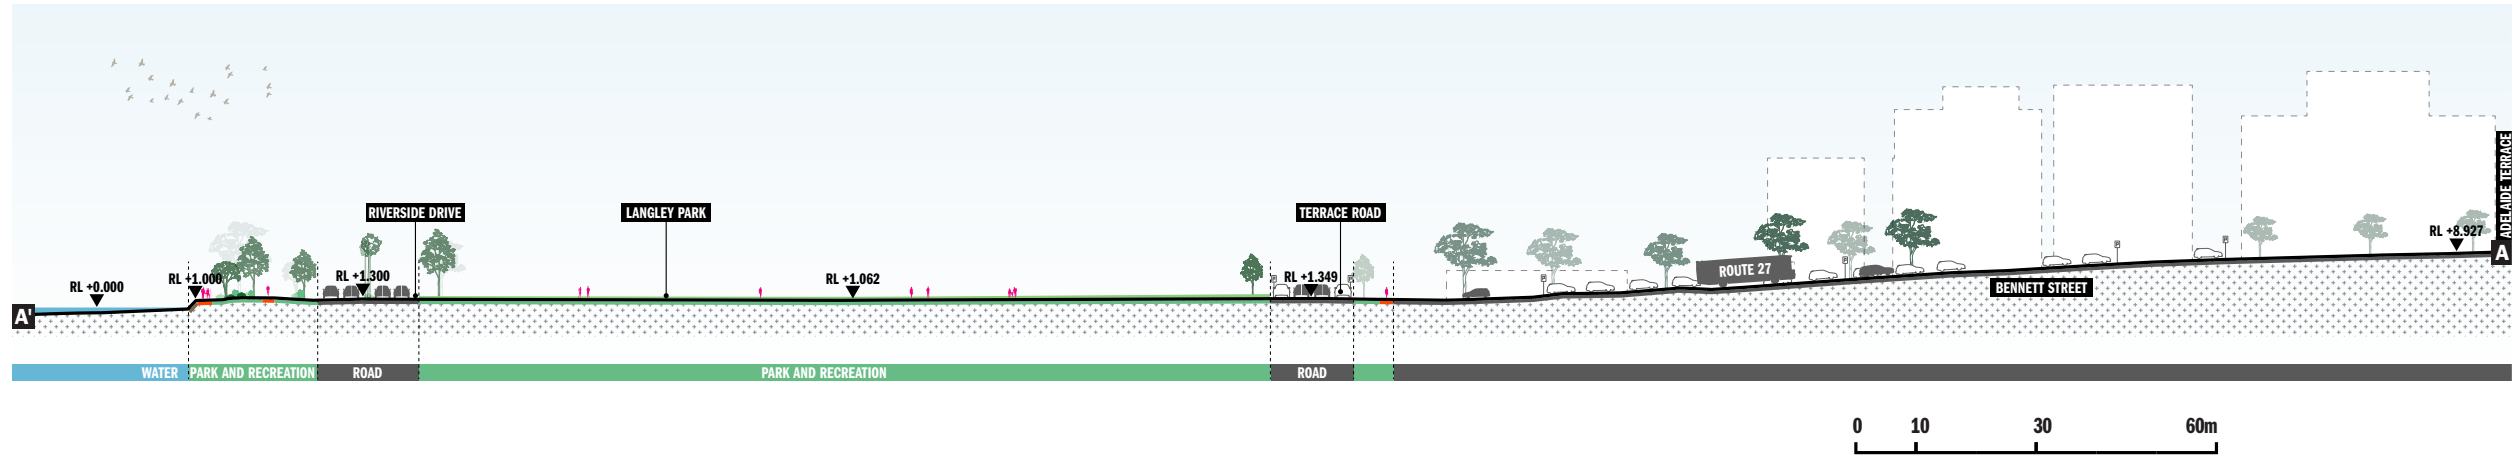 ADELAIDE TERRACE
RIVERSIDE DRIVE
LANGLEY PARK
TERRACE ROAD
RL +8.927
A
RL +0.000
RL +1.000
RL +1.300
RL +1.062
RL +1.349
ROUTE 27
BENNETT STREET
A'
P
P
P
P
P
P
WATER
PARK AND RECREATION
ROAD
PARK AND RECREATION
ROAD
0 10 30 60m